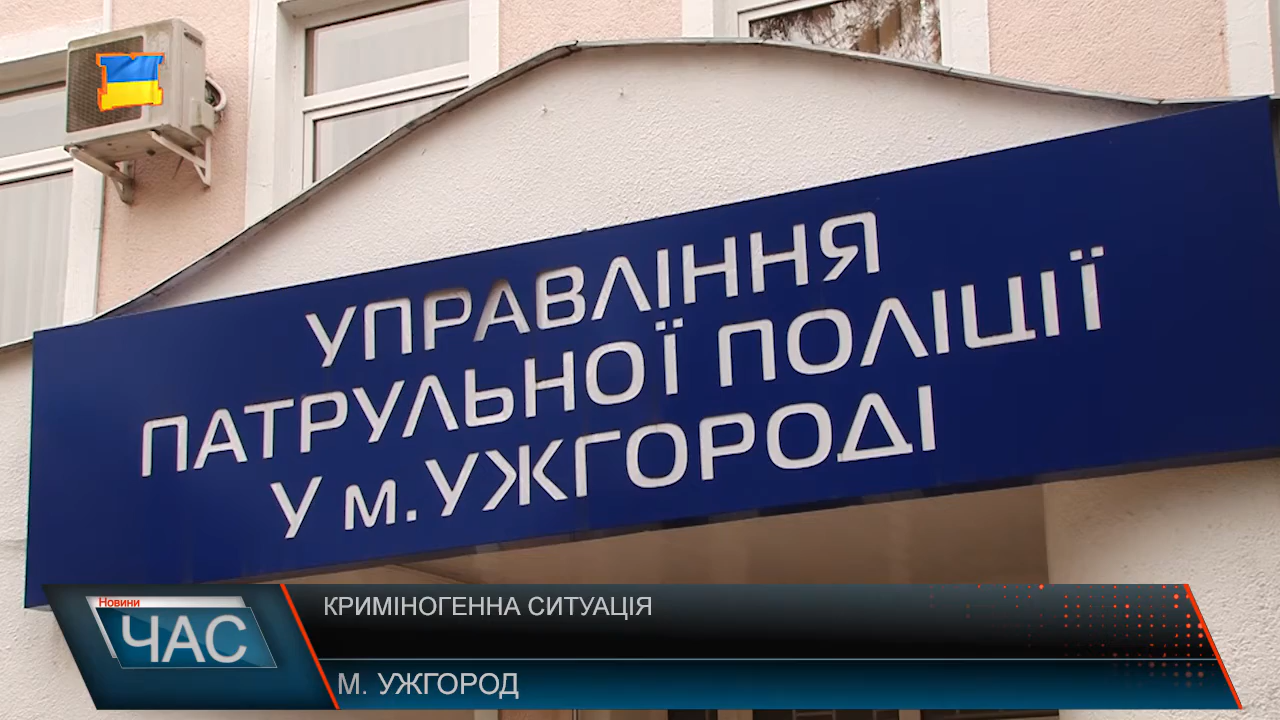 УПРАВЛІННЯ
ПАТРУЛЬНОЇ ПОЛІЦІЇ
У м. УЖГОРОДІ
Новини
ЧАС
КРИМІНОГЕННА СИТУАЦІЯ
М. УЖГОРОД